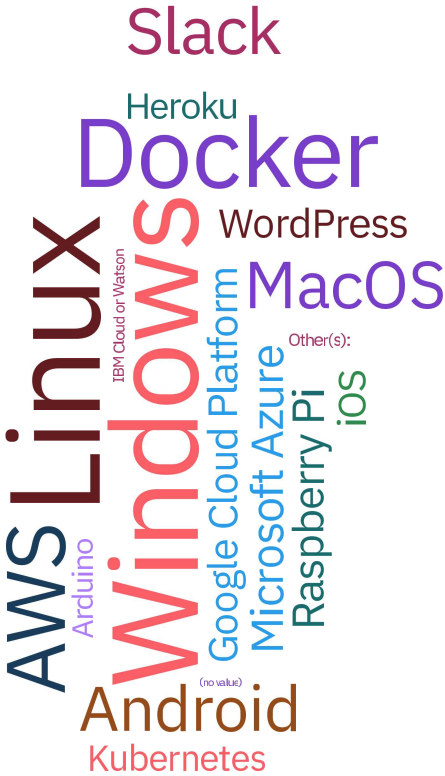 Slack
Heroku
Docker
WordPress
Linux
IBM Cloud or Watson
Windows
MacOS
Google Cloud Platform
Microsoft Azure
Other(s):
Raspberry Pi
iOS
AWS
Arduino
(no value)
Android
Kubernetes